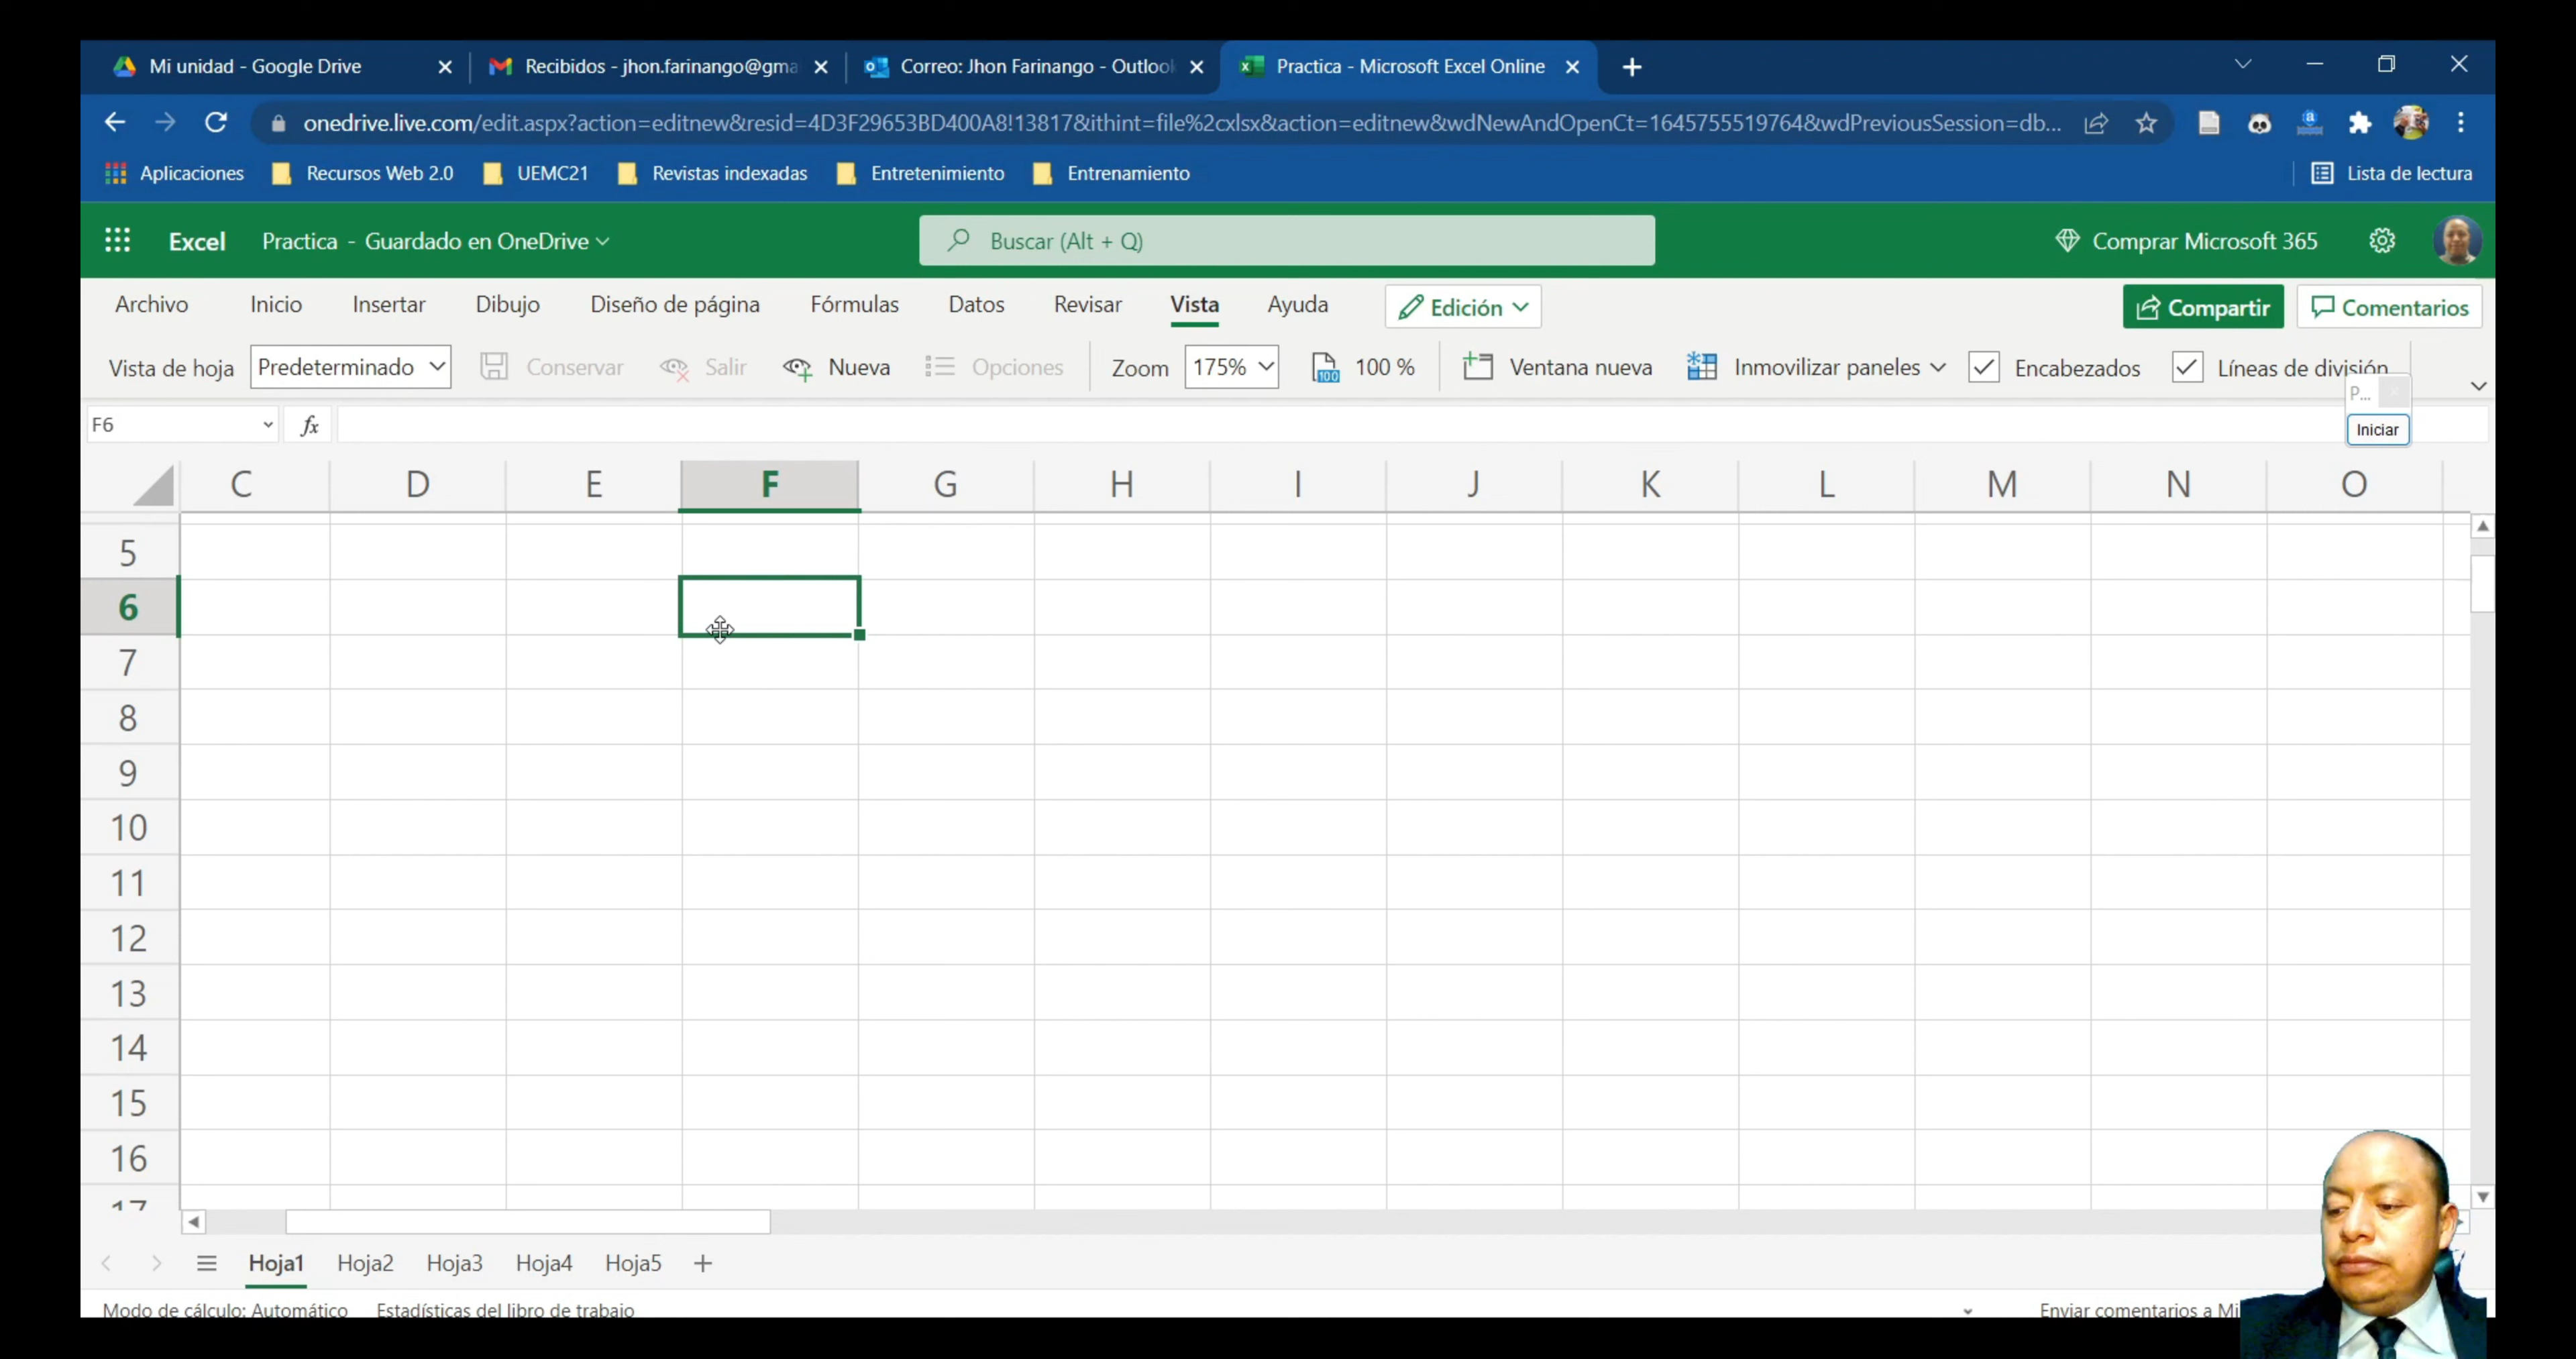 Mi unidad - Google Drive
Recibidos - jhon.farinango@gma
Correo: Jhon Farinango - Outlook
Practica - Microsoft Excel Online
onedrive.live.com/edit.aspx?action=editnew&resid=4D3F29653BD400A8!13817&ithint=file%2cxlsx&action=editnew&wdNewAndOpenCt=1645755519764&wdPreviousSession=db...
Aplicaciones Recursos Web 2.0 UEMC21 Revistas indexadas Entretenimiento Entrenamiento Lista de lectura
Excel Practica - Guardado en OneDrive Buscar (Alt + Q) Comprar Microsoft 365
Archivo Inicio Insertar Dibujo Diseño de página Fórmulas Datos Revisar Vista Ayuda Edición Compartir Comentarios
Vista de hoja Predeterminado Conservar Salir Nueva Opciones Zoom 175% 100 % Ventana nueva Inmovilizar paneles Encabezados Líneas de división
P...
F6 fx Iniciar
C D E F G H I J K L M N O
5
6
7
8
9
10
11
12
13
14
15
16
17
Hoja1 Hoja2 Hoja3 Hoja4 Hoja5
Modo de cálculo: Automático Estadísticas del libro de trabajo Enviar comentarios a Mi